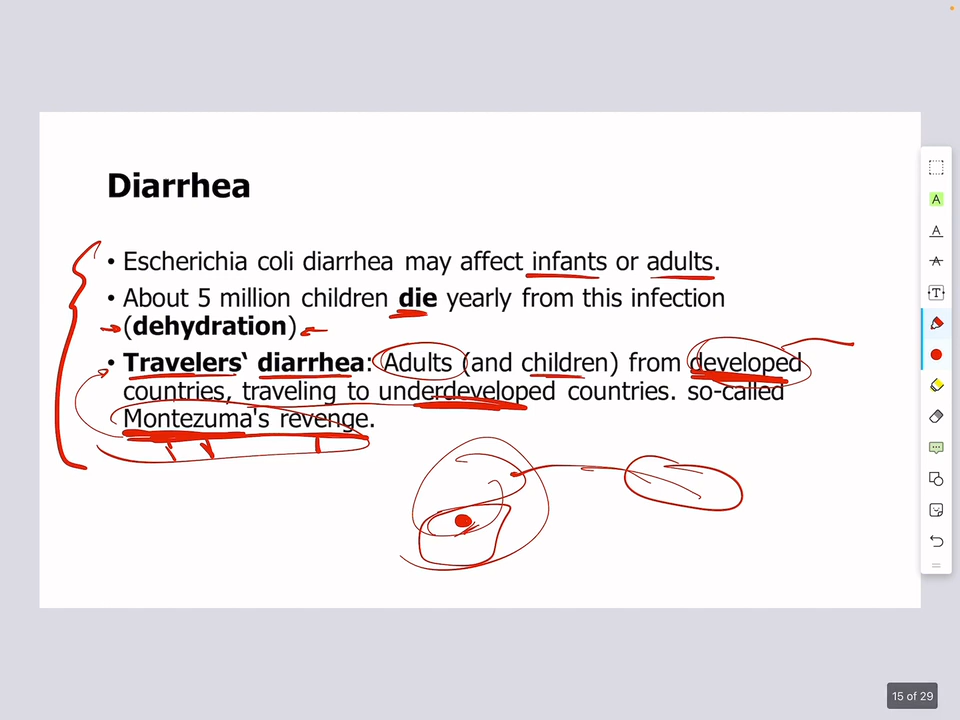 Diarrhea
• Escherichia coli diarrhea may affect infants or adults.
• About 5 million children die yearly from this infection
(dehydration)
• Travelers‘ diarrhea: Adults (and children) from developed
countries, traveling to underdeveloped countries. so-called
Montezuma's revenge.
A
A
A
T
15 of 29